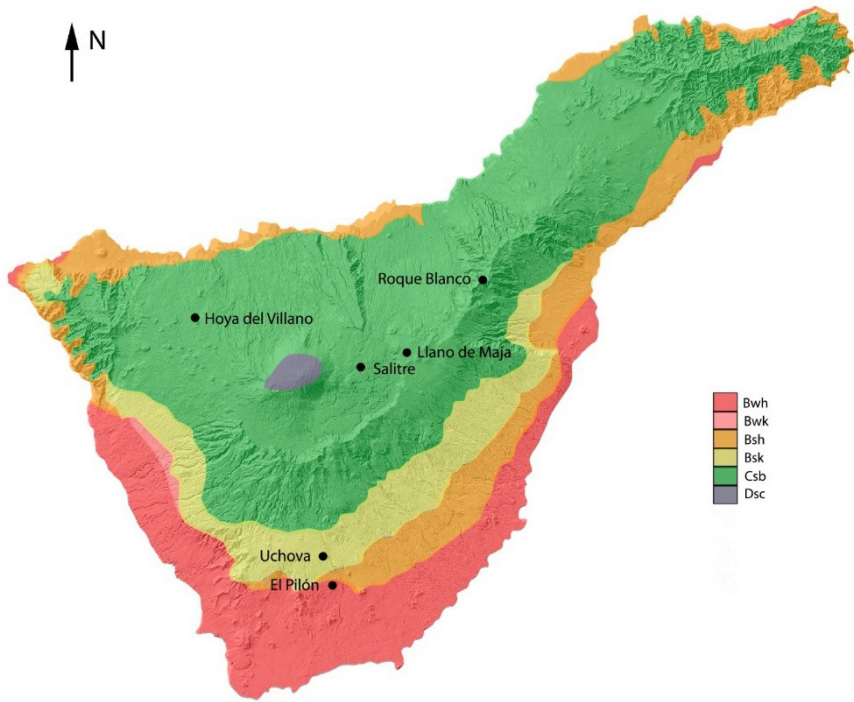 N
Roque Blanco
Hoya del Villano
Llano de Maja
Salitre
Bwh
Bwk
Bsh
Bsk
Csb
Dsc
Uchova
El Pilón